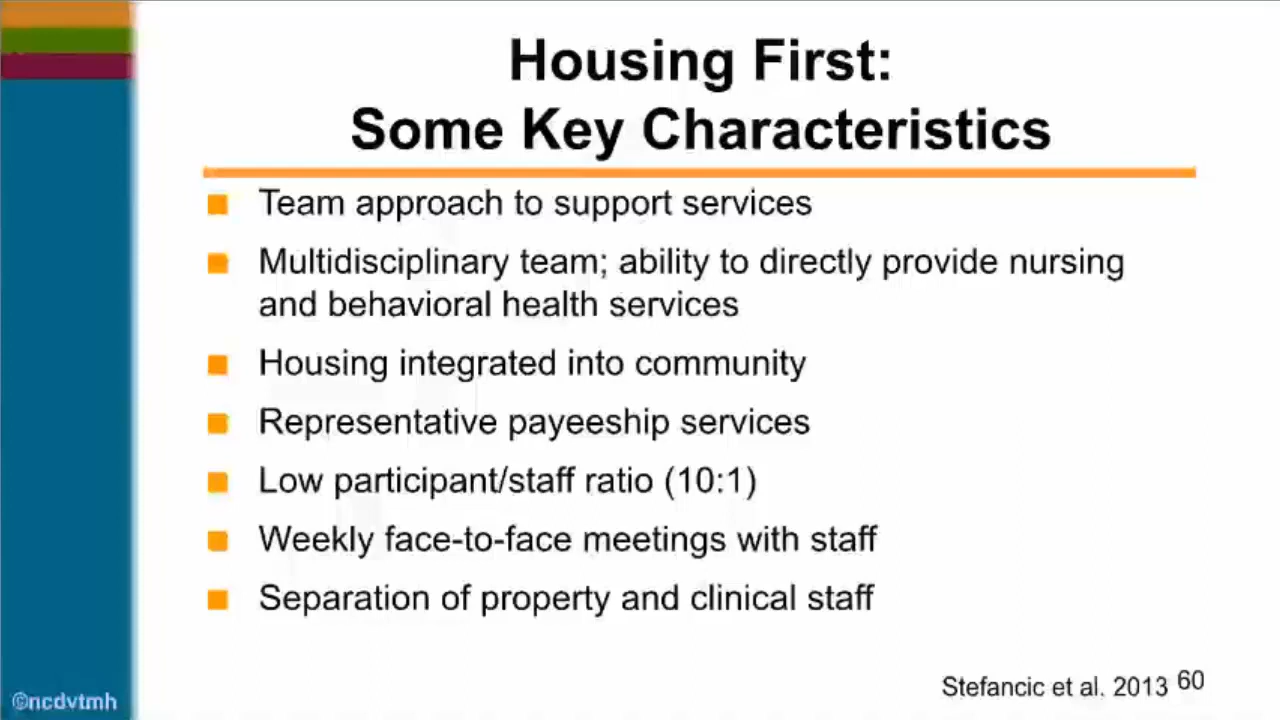 Housing First:
Some Key Characteristics
Team approach to support services
Multidisciplinary team; ability to directly provide nursing
and behavioral health services
Housing integrated into community
Representative payeeship services
Low participant/staff ratio (10:1)
Weekly face-to-face meetings with staff
Separation of property and clinical staff
Stefancic et al. 2013 60
©ncdvtmh